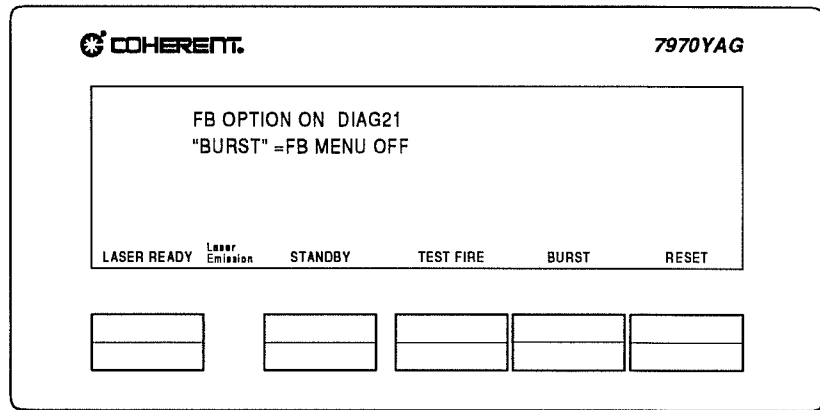 COHERENT. 7970YAG
FB OPTION ON DIAG21
"BURST" =FB MENU OFF
LASER READY Laser Emission STANDBY TEST FIRE BURST RESET